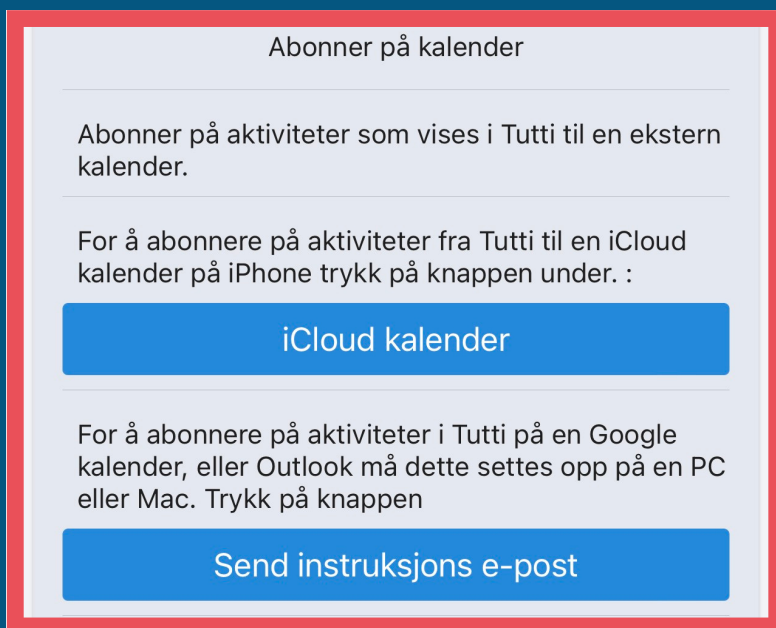 Abonner på kalender
Abonner på aktiviteter som vises i Tutti til en ekstern
kalender.
For å abonnere på aktiviteter fra Tutti til en iCloud
kalender på iPhone trykk på knappen under. :
iCloud kalender
For å abonnere på aktiviteter i Tutti på en Google
kalender, eller Outlook må dette settes opp på en PC
eller Mac. Trykk på knappen
Send instruksjons e-post